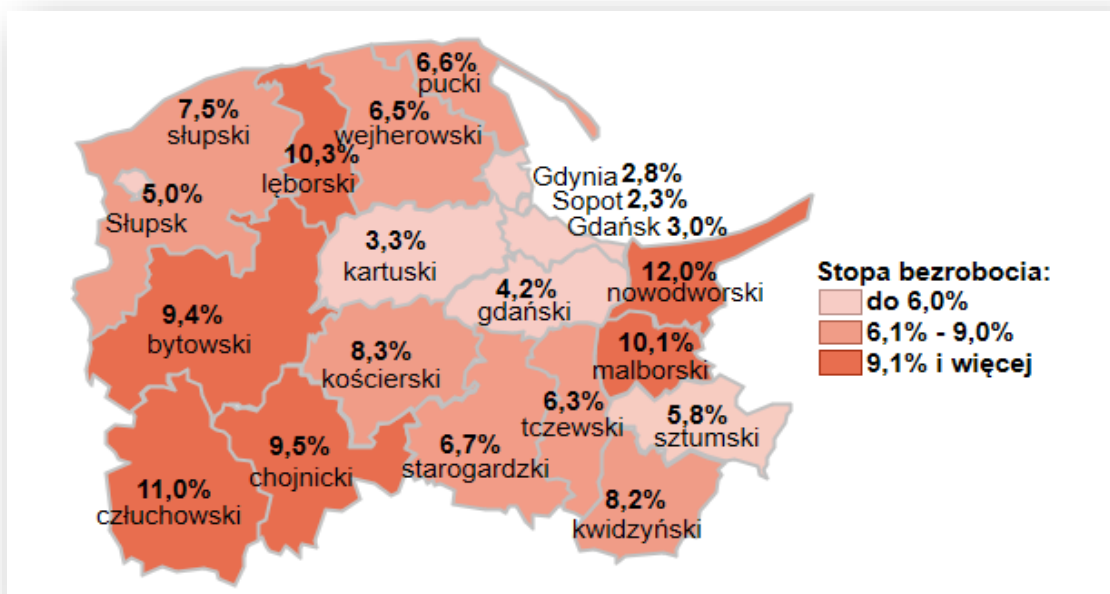 6,6%
pucki
7,5%
słupski
6,5%
wejherowski
10,3%
lęborski
5,0%
Słupsk
Gdynia 2,8%
Sopot 2,3%
Gdańsk 3,0%
3,3%
kartuski
4,2%
gdański
12,0%
nowodworski
9,4%
bytowski
8,3%
kościerski
10,1%
malborski
6,3%
tczewski
5,8%
sztumski
9,5%
chojnicki
6,7%
starogardzki
11,0%
człuchowski
8,2%
kwidzyński
Stopa bezrobocia:
do 6,0%
6,1% - 9,0%
9,1% i więcej